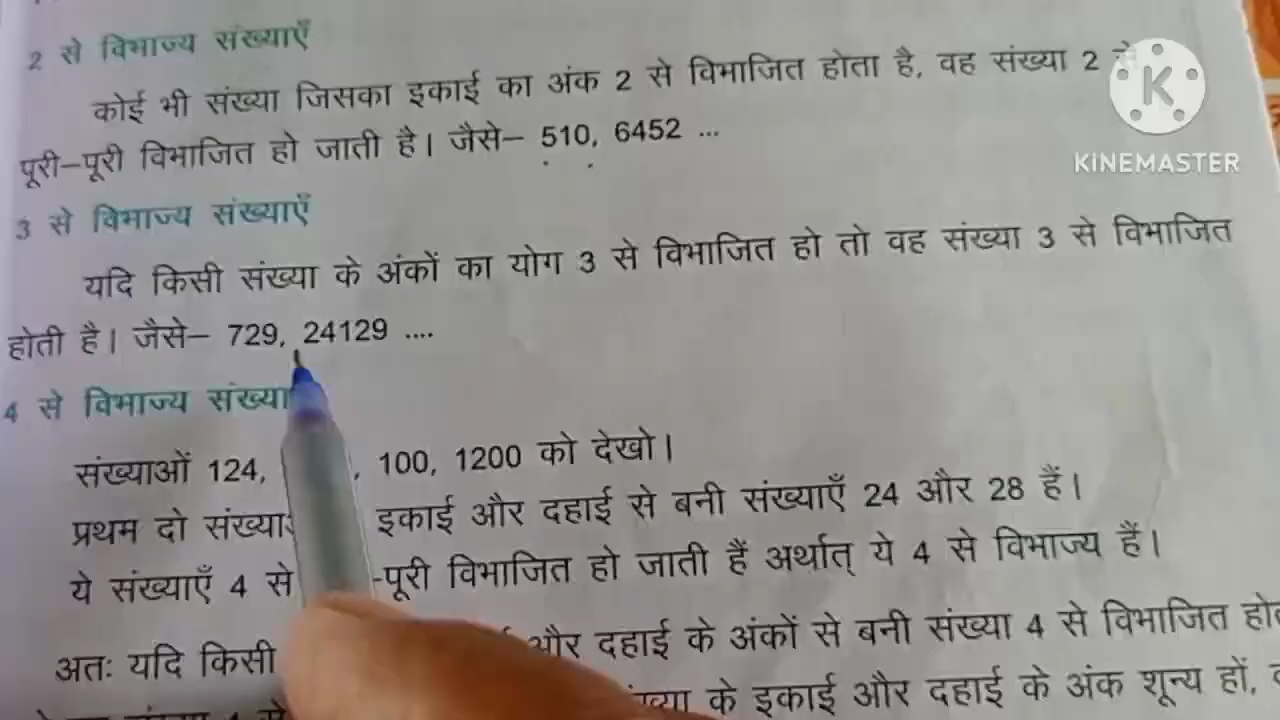 2 से विभाज्य संख्याएँ
कोई भी संख्या जिसका इकाई का अंक 2 से विभाजित होता है, वह संख्या 2 से
पूरी–पूरी विभाजित हो जाती है। जैसे– 510, 6452 ...
3 से विभाज्य संख्याएँ
यदि किसी संख्या के अंकों का योग 3 से विभाजित हो तो वह संख्या 3 से विभाजित
होती है। जैसे– 729, 24129 ....
4 से विभाज्य
संख्याओं 124, , 100, 1200 को देखो।
प्रथम दो इकाई और दहाई से बनी संख्याएँ 24 और 28 हैं।
ये संख्याएँ 4 से –पूरी विभाजित हो जाती हैं अर्थात् ये 4 से विभाज्य हैं।
अतः यदि किसी और दहाई के अंकों से बनी संख्या 4 से विभाजित
के इकाई और दहाई के अंक शून्य हों,
KINEMASTER